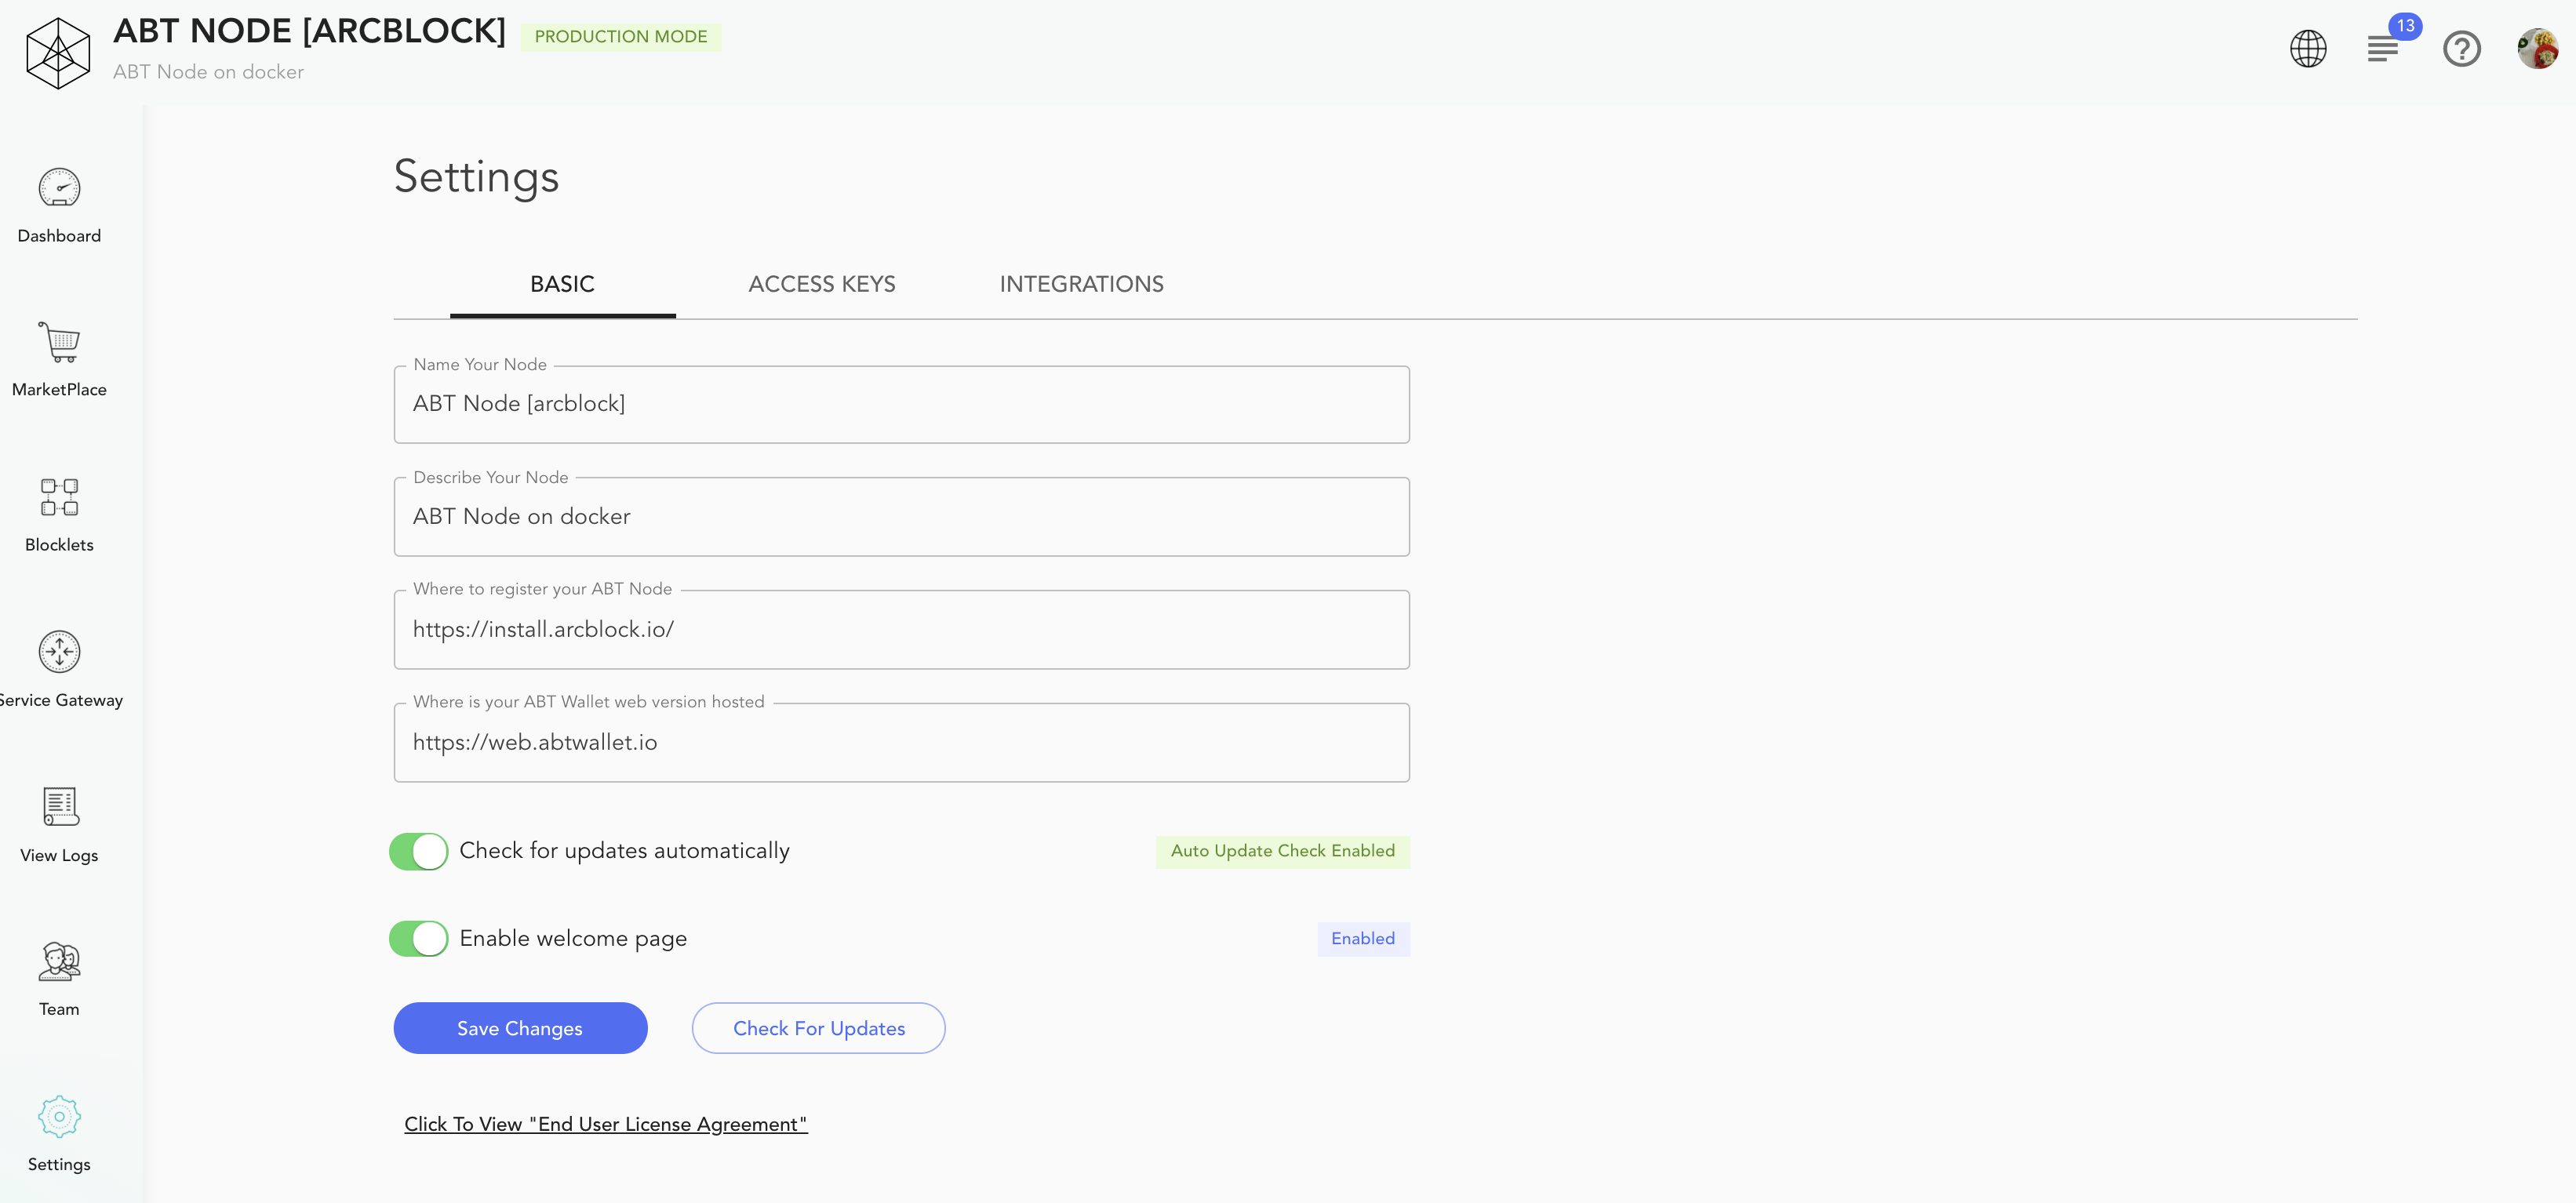 ABT NODE [ARCBLOCK]
PRODUCTION MODE
ABT Node on docker
13
Dashboard
MarketPlace
Blocklets
Service Gateway
View Logs
Team
Settings
Settings
BASIC
ACCESS KEYS
INTEGRATIONS
Name Your Node
ABT Node [arcblock]
Describe Your Node
ABT Node on docker
Where to register your ABT Node
https://install.arcblock.io/
Where is your ABT Wallet web version hosted
https://web.abtwallet.io
Check for updates automatically
Auto Update Check Enabled
Enable welcome page
Enabled
Save Changes
Check For Updates
Click To View "End User License Agreement"